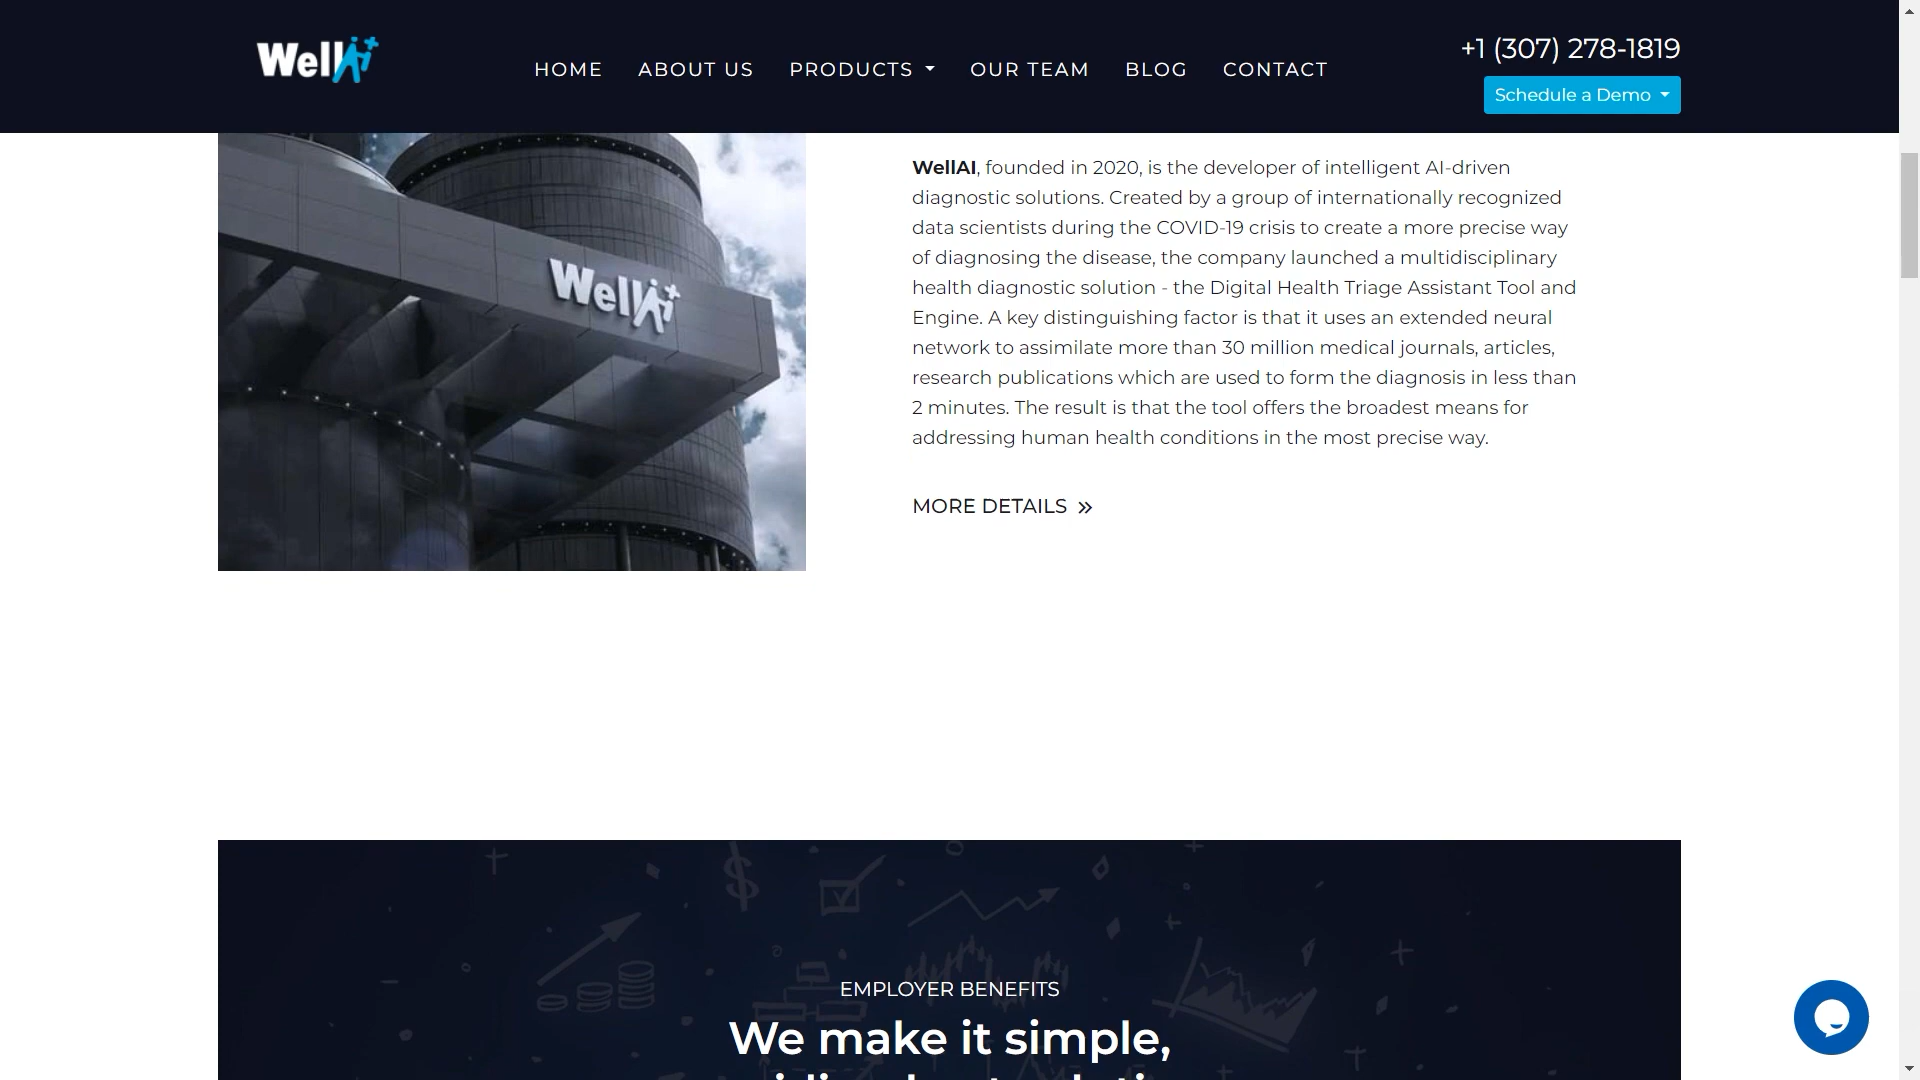 WellAi+
HOME
ABOUT US
PRODUCTS
OUR TEAM
BLOG
CONTACT
+1 (307) 278-1819
Schedule a Demo
WellAi+
WellAI, founded in 2020, is the developer of intelligent AI-driven
diagnostic solutions. Created by a group of internationally recognized
data scientists during the COVID-19 crisis to create a more precise way
of diagnosing the disease, the company launched a multidisciplinary
health diagnostic solution - the Digital Health Triage Assistant Tool and
Engine. A key distinguishing factor is that it uses an extended neural
network to assimilate more than 30 million medical journals, articles,
research publications which are used to form the diagnosis in less than
2 minutes. The result is that the tool offers the broadest means for
addressing human health conditions in the most precise way.
MORE DETAILS »
EMPLOYER BENEFITS
We make it simple,